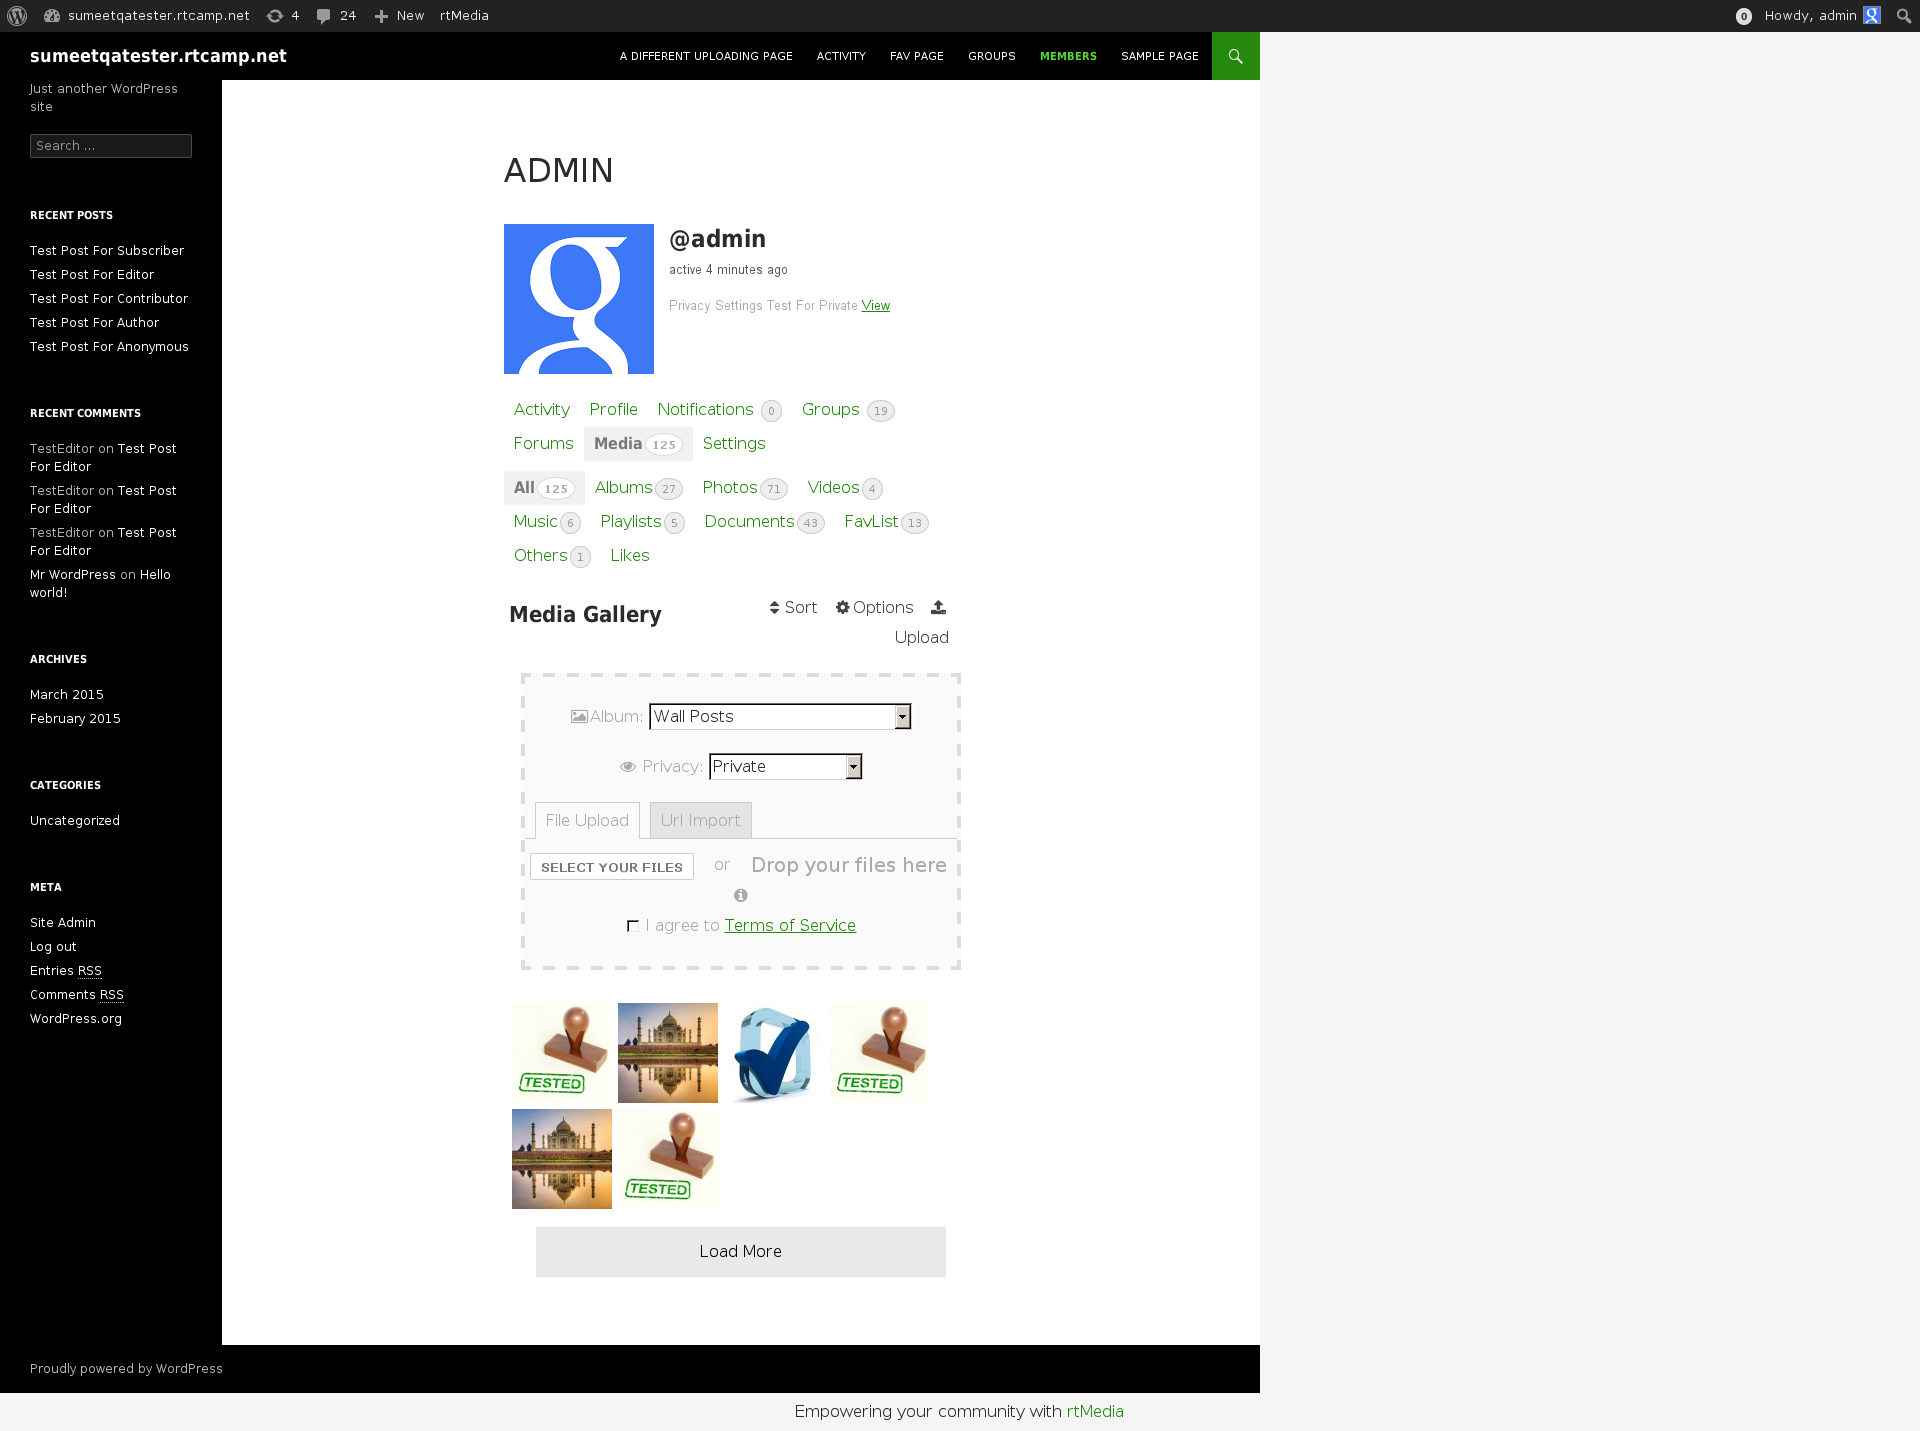 sumeetqatester.rtcamp.net 4 24 New rtMedia 0 Howdy, admin
sumeetqatester.rtcamp.net A DIFFERENT UPLOADING PAGE ACTIVITY FAV PAGE GROUPS MEMBERS SAMPLE PAGE
Just another WordPress
site
Search ...
RECENT POSTS
Test Post For Subscriber
Test Post For Editor
Test Post For Contributor
Test Post For Author
Test Post For Anonymous
RECENT COMMENTS
TestEditor on Test Post
For Editor
TestEditor on Test Post
For Editor
TestEditor on Test Post
For Editor
Mr WordPress on Hello
world!
ARCHIVES
March 2015
February 2015
CATEGORIES
Uncategorized
META
Site Admin
Log out
Entries RSS
Comments RSS
WordPress.org
ADMIN
g
@admin
active 4 minutes ago
Privacy Settings Test For Private View
Activity Profile Notifications 0 Groups 19
Forums Media 125 Settings
All 125 Albums 27 Photos 71 Videos 4
Music 6 Playlists 5 Documents 43 FavList 13
Others 1 Likes
Media Gallery Sort Options
Upload
Album: Wall Posts
Privacy: Private
File Upload Url Import
SELECT YOUR FILES or Drop your files here
I agree to Terms of Service
TESTED TESTED
TESTED
Load More
Proudly powered by WordPress
Empowering your community with rtMedia